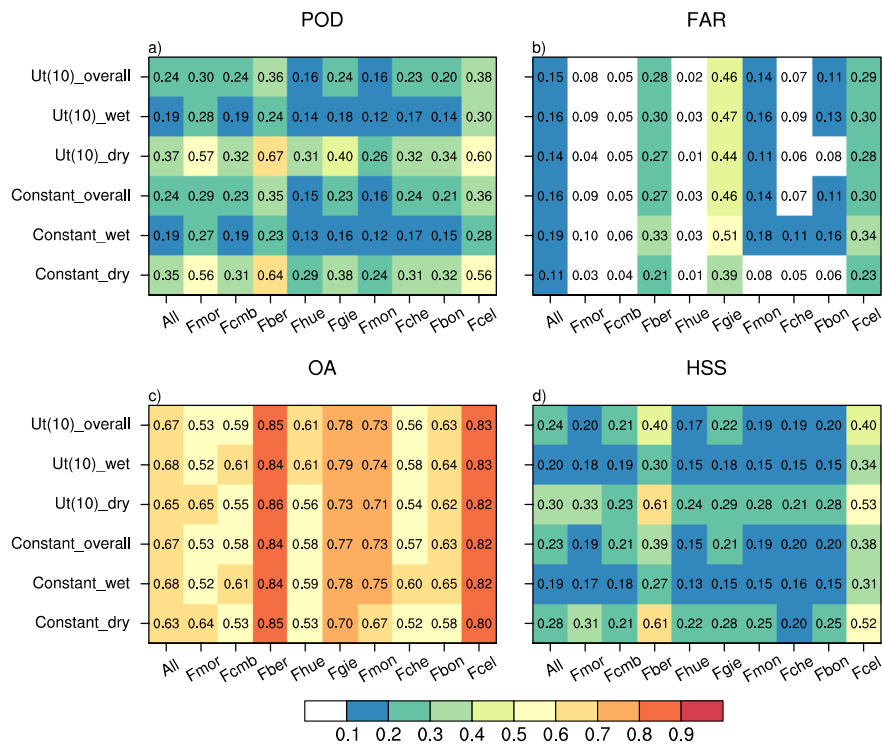 POD
FAR
a)
b)
Ut(10)_overall 0.24 0.30 0.24 0.36 0.16 0.24 0.16 0.23 0.20 0.38 0.15 0.08 0.05 0.28 0.02 0.46 0.14 0.07 0.11 0.29
Ut(10)_wet 0.19 0.28 0.19 0.24 0.14 0.18 0.12 0.17 0.14 0.30 0.16 0.09 0.05 0.30 0.03 0.47 0.16 0.09 0.13 0.30
Ut(10)_dry 0.37 0.57 0.32 0.67 0.31 0.40 0.26 0.32 0.34 0.60 0.14 0.04 0.05 0.27 0.01 0.44 0.11 0.06 0.08 0.28
Constant_overall 0.24 0.29 0.23 0.35 0.15 0.23 0.16 0.24 0.21 0.36 0.16 0.09 0.05 0.27 0.03 0.46 0.14 0.07 0.11 0.30
Constant_wet 0.19 0.27 0.19 0.23 0.13 0.16 0.12 0.17 0.15 0.28 0.19 0.10 0.06 0.33 0.03 0.51 0.18 0.11 0.16 0.34
Constant_dry 0.35 0.56 0.31 0.64 0.29 0.38 0.24 0.31 0.32 0.56 0.11 0.03 0.04 0.21 0.01 0.39 0.08 0.05 0.06 0.23
All Fmor Fcmb Fber Fhue Fgie Fmon Fche Fbon Fcel All Fmor Fcmb Fber Fhue Fgie Fmon Fche Fbon Fcel
OA
HSS
c)
d)
Ut(10)_overall 0.67 0.53 0.59 0.85 0.61 0.78 0.73 0.56 0.63 0.83 0.24 0.20 0.21 0.40 0.17 0.22 0.19 0.19 0.20 0.40
Ut(10)_wet 0.68 0.52 0.61 0.84 0.61 0.79 0.74 0.58 0.64 0.83 0.20 0.18 0.19 0.30 0.15 0.18 0.15 0.15 0.15 0.34
Ut(10)_dry 0.65 0.65 0.55 0.86 0.56 0.73 0.71 0.54 0.62 0.82 0.30 0.33 0.23 0.61 0.24 0.29 0.28 0.21 0.28 0.53
Constant_overall 0.67 0.53 0.58 0.84 0.58 0.77 0.73 0.57 0.63 0.82 0.23 0.19 0.21 0.39 0.15 0.21 0.19 0.20 0.20 0.38
Constant_wet 0.68 0.52 0.61 0.84 0.59 0.78 0.75 0.60 0.65 0.82 0.19 0.17 0.18 0.27 0.13 0.15 0.15 0.16 0.15 0.31
Constant_dry 0.63 0.64 0.53 0.85 0.53 0.70 0.67 0.52 0.58 0.80 0.28 0.31 0.21 0.61 0.22 0.28 0.25 0.20 0.25 0.52
All Fmor Fcmb Fber Fhue Fgie Fmon Fche Fbon Fcel All Fmor Fcmb Fber Fhue Fgie Fmon Fche Fbon Fcel
0.1 0.2 0.3 0.4 0.5 0.6 0.7 0.8 0.9